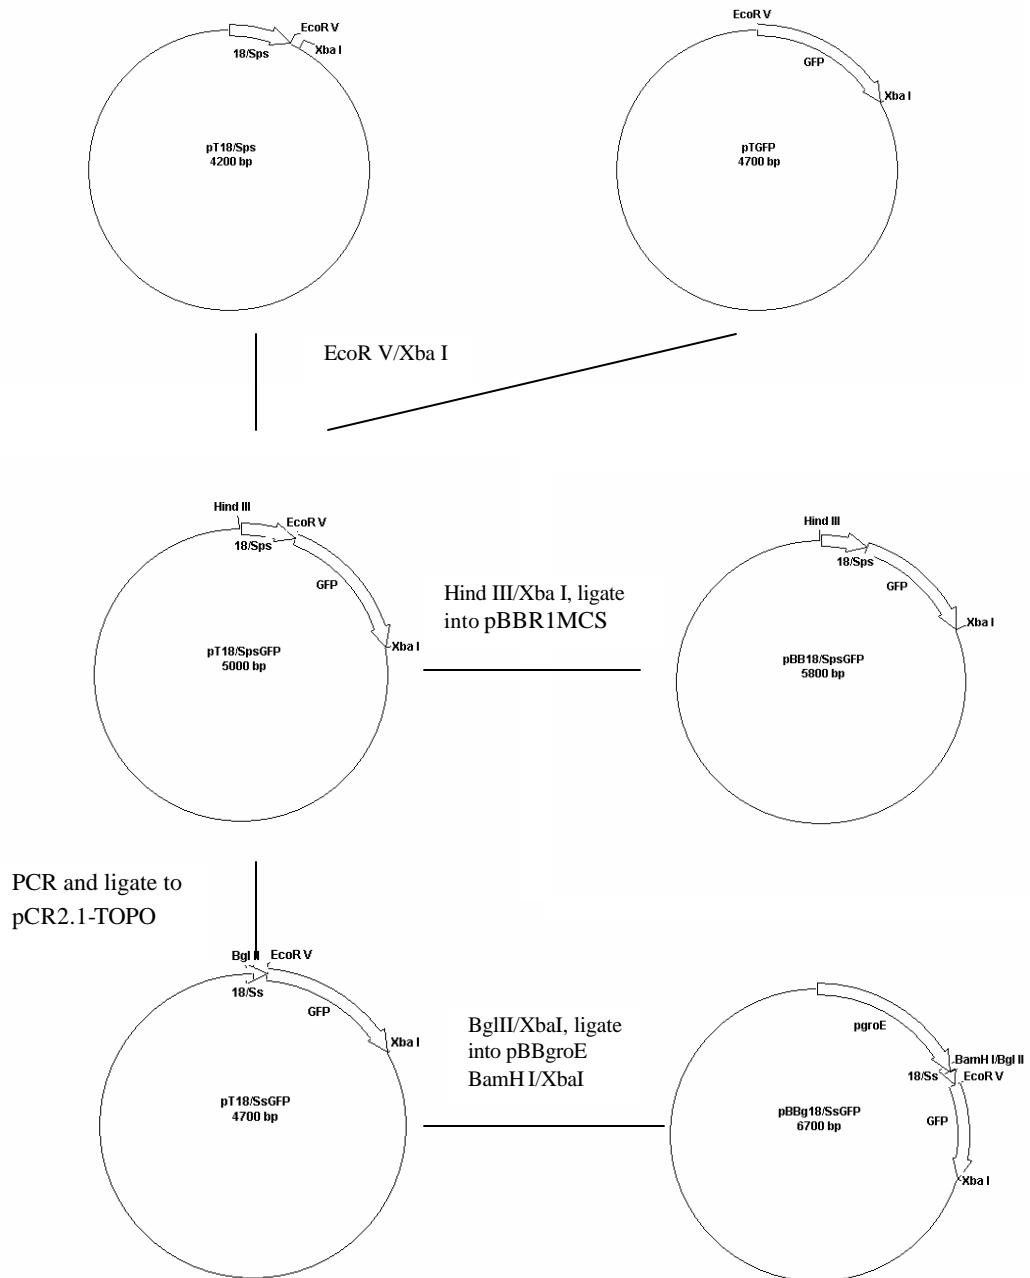 EcoR V
18/Sps
Xba I
pT18/Sps
4200 bp
EcoR V
GFP
Xba I
pTGFP
4700 bp
EcoR V/Xba I
Hind III
EcoR V
18/Sps
GFP
Xba I
pT18/SpsGFP
5000 bp
Hind III/Xba I, ligate
into pBBR1MCS
Hind III
18/Sps
GFP
Xba I
pBB18/SpsGFP
5800 bp
PCR and ligate to
pCR2.1-TOPO
Bgl II
EcoR V
18/Ss
GFP
Xba I
pT18/SsGFP
4700 bp
BglII/XbaI, ligate
into pBBgroE
BamH I/XbaI
pgroE
BamH I/Bgl II
18/Ss
EcoR V
GFP
Xba I
pBBg18/SsGFP
6700 bp